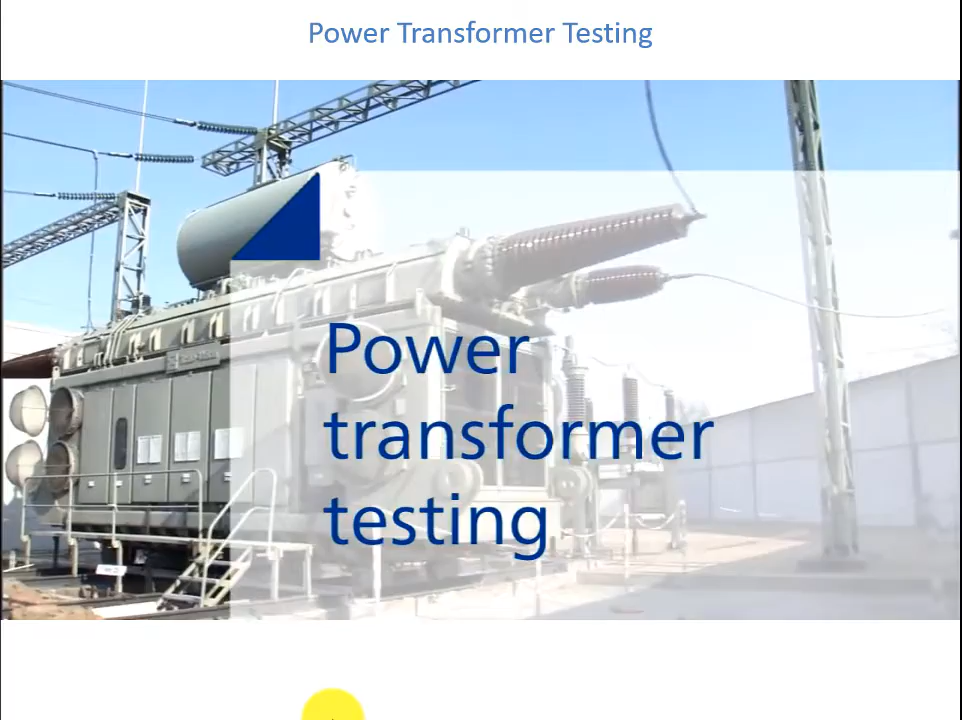 Power Transformer Testing
Power
transformer
testing